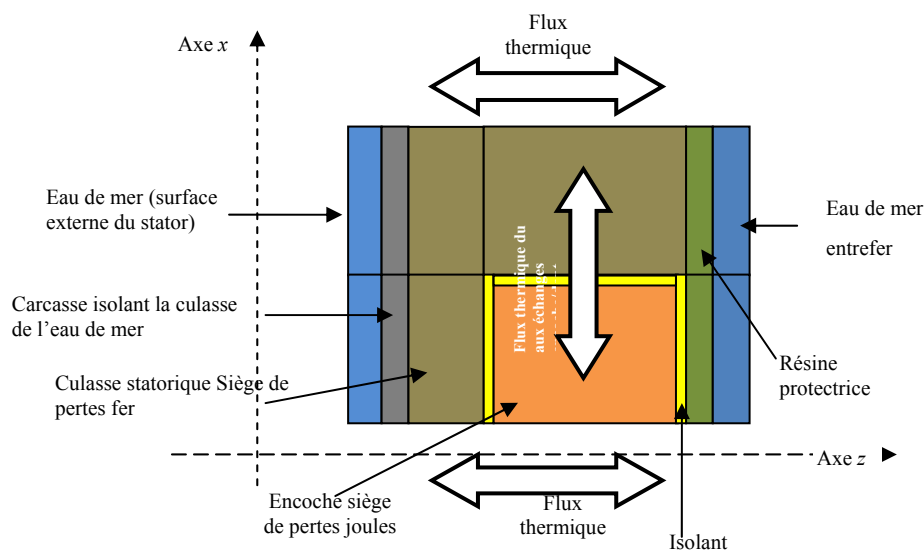 Flux
thermique
Axe x
Eau de mer (surface
externe du stator)
Eau de mer
entrefer
Flux thermique du
aux échanges
Carcasse isolant la culasse
de l'eau de mer
Résine
protectrice
Culasse statorique Siège de
pertes fer
Axe z
Encoche siège
de pertes joules
Flux
thermique
Isolant